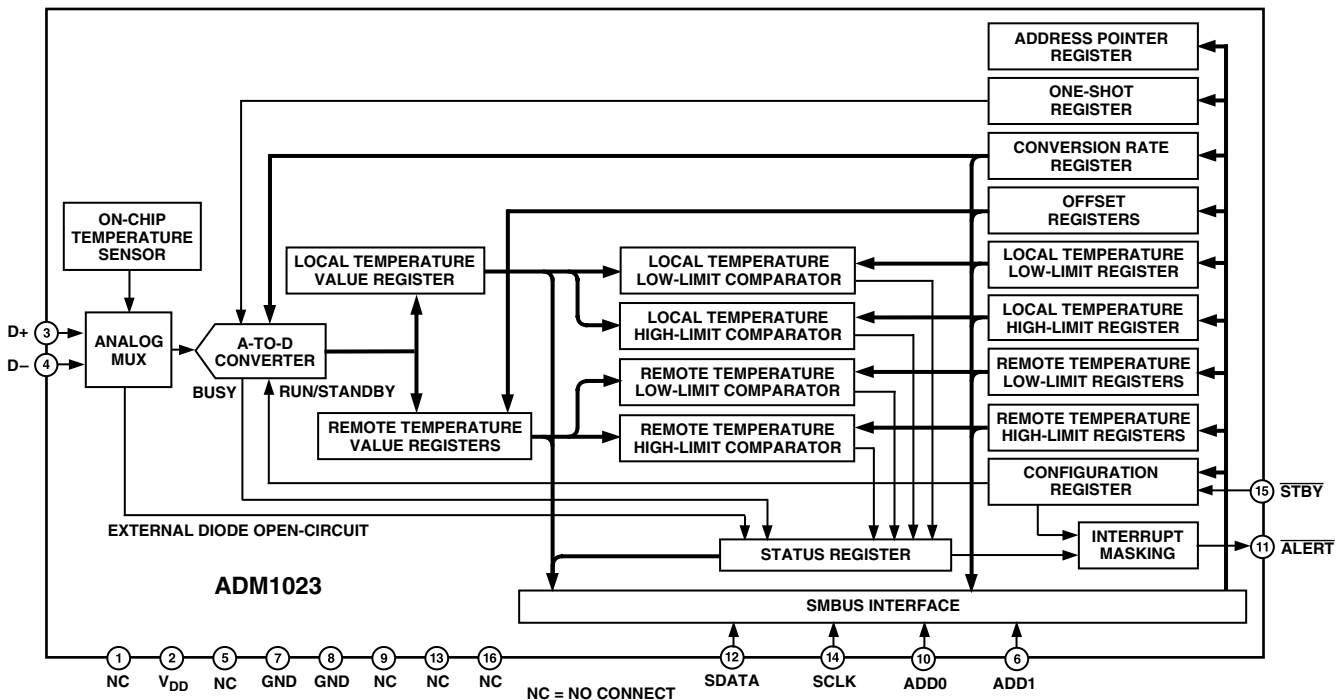 ADDRESS POINTER
REGISTER
ONE-SHOT
REGISTER
CONVERSION RATE
REGISTER
OFFSET
REGISTERS
ON-CHIP
TEMPERATURE
SENSOR
LOCAL TEMPERATURE
VALUE REGISTER
LOCAL TEMPERATURE
LOW-LIMIT COMPARATOR
LOCAL TEMPERATURE
LOW-LIMIT REGISTER
D+ 3
D– 4
ANALOG
MUX
A-TO-D
CONVERTER
LOCAL TEMPERATURE
HIGH-LIMIT COMPARATOR
LOCAL TEMPERATURE
HIGH-LIMIT REGISTER
BUSY
RUN/STANDBY
REMOTE TEMPERATURE
LOW-LIMIT COMPARATOR
REMOTE TEMPERATURE
LOW-LIMIT REGISTERS
REMOTE TEMPERATURE
VALUE REGISTERS
REMOTE TEMPERATURE
HIGH-LIMIT COMPARATOR
REMOTE TEMPERATURE
HIGH-LIMIT REGISTERS
CONFIGURATION
REGISTER
15 STBY
EXTERNAL DIODE OPEN-CIRCUIT
STATUS REGISTER
INTERRUPT
MASKING
11 ALERT
ADM1023
SMBUS INTERFACE
1 2 5 7 8 9 13 16 12 14 10 6
NC VDD NC GND GND NC NC NC SDATA SCLK ADD0 ADD1
NC = NO CONNECT